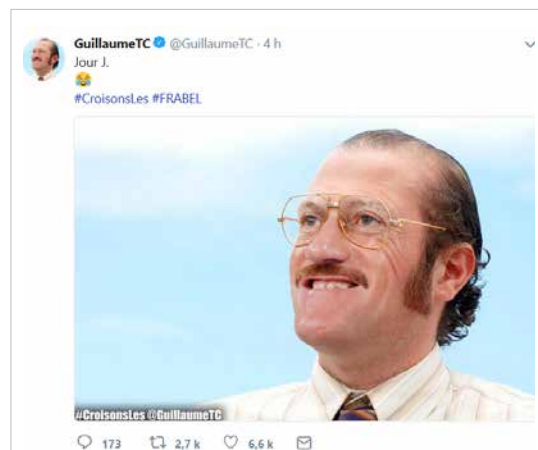 GuillaumeTC @GuillaumeTC · 4 h
Jour J.
😂
#CroisonsLes #FRABEL
#CroisonsLes @GuillaumeTC
173 2,7 k 6,6 k